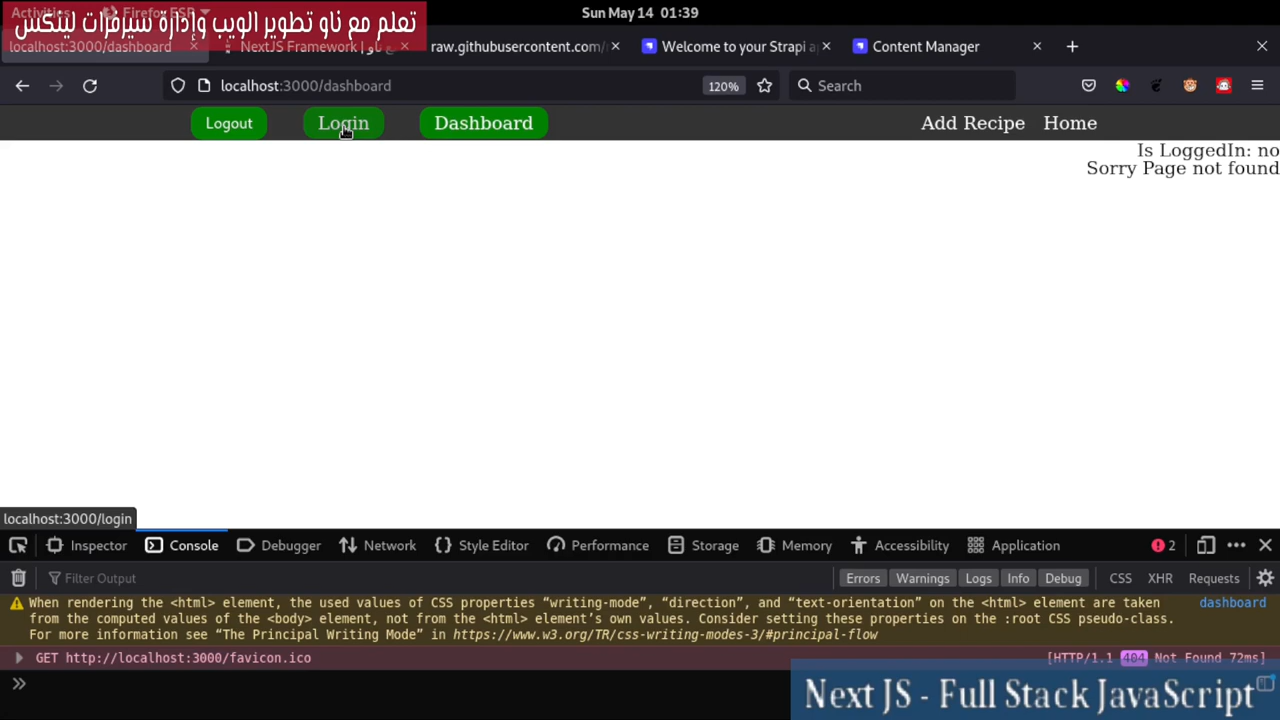 Activities Firefox ESR Sun May 14 01:39
تعلم مع ناو تطوير الويب وإدارة سيرفرات لينكس
localhost:3000/dashboard
NextJS Framework |
raw.githubusercontent.com/
Welcome to your Strapi a
Content Manager
localhost:3000/dashboard
120%
Search
Logout
Login
Dashboard
Add Recipe
Home
Is LoggedIn: no
Sorry Page not found
localhost:3000/login
Inspector Console Debugger Network Style Editor Performance Storage Memory Accessibility Application 2
Filter Output Errors Warnings Logs Info Debug CSS XHR Requests
When rendering the <html> element, the used values of CSS properties “writing-mode”, “direction”, and “text-orientation” on the <html> element are taken dashboard
from the computed values of the <body> element, not from the <html> element’s own values. Consider setting these properties on the :root CSS pseudo-class.
For more information see “The Principal Writing Mode” in https://www.w3.org/TR/css-writing-modes-3/#principal-flow
GET http://localhost:3000/favicon.ico [HTTP/1.1 404 Not Found 72ms]
Next JS - Full Stack JavaScript